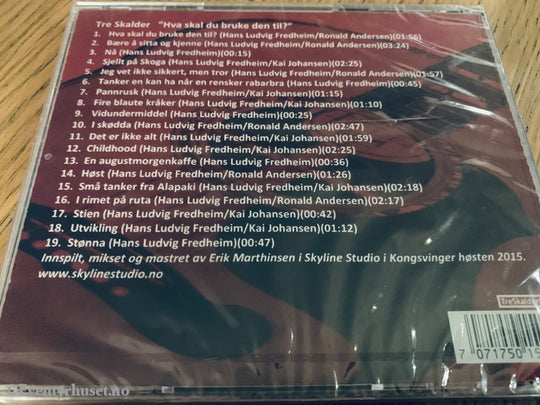 Tre Skalder "Hva skal du bruke den til?"
1. Hva skal du bruke den til? (Hans Ludvig Fredheim/Ronald Andersen)(01:56)
2. Bære å sitta og kjenne (Hans Ludvig Fredheim/Ronald Andersen)(03:24)
3. Nå (Hans Ludvig Fredheim)(00:15)
4. Sjellt på Skoga (Hans Ludvig Fredheim/Kai Johansen)(02:25)
5. Jeg vet ikke sikkert, men tror (Hans Ludvig Fredheim/Ronald Andersen)(01:57)
6. Tanker en kan ha når en rensker rabarbra (Hans Ludvig Fredheim)(00:45)
7. Pannrusk (Hans Ludvig Fredheim/Kai Johansen)(01:15)
8. Fire blaute kråker (Hans Ludvig Fredheim/Kai Johansen)(01:10)
9. Vidundermiddel (Hans Ludvig Fredheim)(00:25)
10. I skødda (Hans Ludvig Fredheim/Ronald Andersen)(02:47)
11. Det er ikke alt (Hans Ludvig Fredheim/Kai Johansen)(01:59)
12. Childhood (Hans Ludvig Fredheim/Kai Johansen)(02:25)
13. En augustmorgenkaffe (Hans Ludvig Fredheim)(00:36)
14. Høst (Hans Ludvig Fredheim/Ronald Andersen)(01:26)
15. Små tanker fra Alapaki (Hans Ludvig Fredheim/Kai Johansen)(02:18)
16. I rimet på ruta (Hans Ludvig Fredheim/Ronald Andersen)(02:17)
17. Stien (Hans Ludvig Fredheim/Kai Johansen)(00:42)
18. Utvikling (Hans Ludvig Fredheim/Kai Johansen)(01:12)
19. Stønna (Hans Ludvig Fredheim)(00:47)
Innspilt, mikset og mastret av Erik Marthinsen i Skyline Studio i Kongsvinger høsten 2015.
www.skylinestudio.no
TreSkalder
7 071750 15